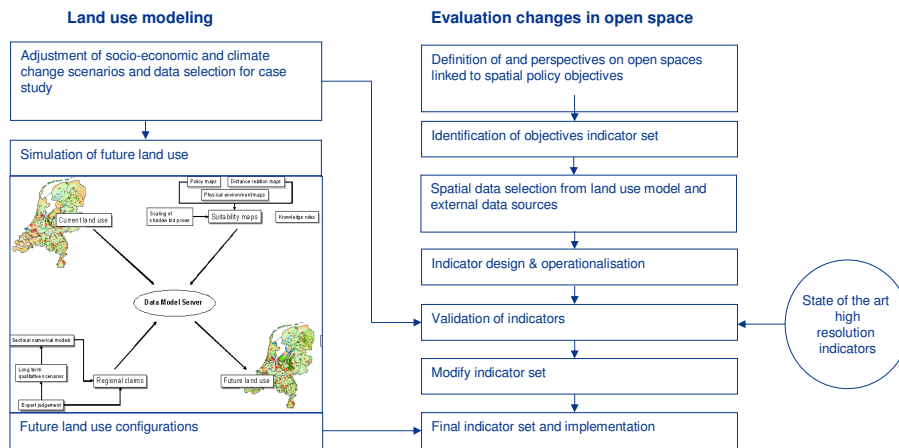 Land use modeling
Adjustment of socio-economic and climate
change scenarios and data selection for case
study
Simulation of future land use
Policy maps
Distance relation maps
Physical environment maps
Scaling of
shadow bid prices
Suitability maps
Knowledge rules
Current land use
Data Model Server
Sectoral numerical models
Long term
qualitative scenarios
Regional claims
Expert judgement
Future land use
Future land use configurations
Evaluation changes in open space
Definition of and perspectives on open spaces
linked to spatial policy objectives
Identification of objectives indicator set
Spatial data selection from land use model and
external data sources
Indicator design & operationalisation
Validation of indicators
Modify indicator set
Final indicator set and implementation
State of the art
high
resolution
indicators